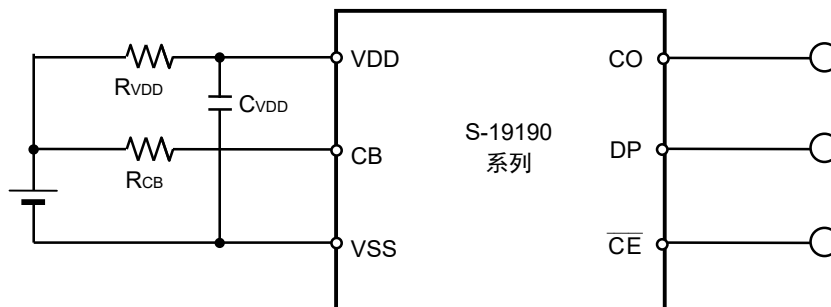 RVDD
CVDD
RCB
VDD
CB
VSS
S-19190
系列
CO
DP
CE